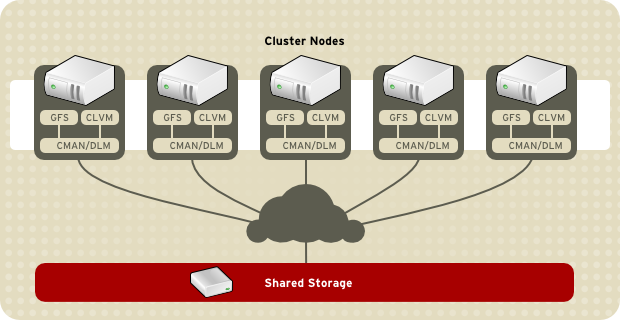 Cluster Nodes
GFS CLVM GFS CLVM GFS CLVM GFS CLVM GFS CLVM
CMAN/DLM CMAN/DLM CMAN/DLM CMAN/DLM CMAN/DLM
Shared Storage